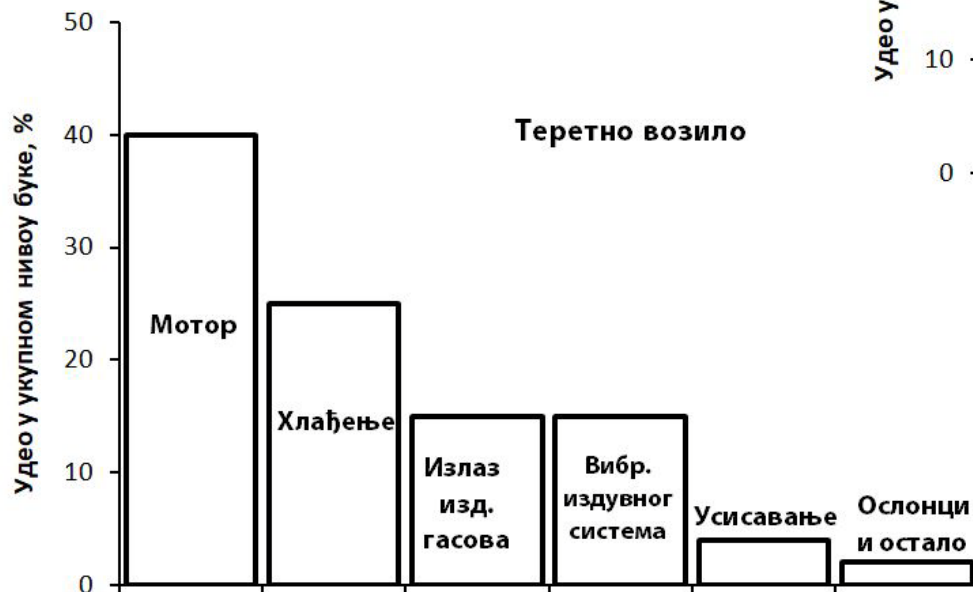 Удео у
10
0
50
40
30
20
10
0
Удео у укупном нивоу буке, %
Теретно возило
Мотор
Хлађење
Излаз
изд.
гасова
Вибр.
издувног
система
Усисавање
Ослонци
и остало